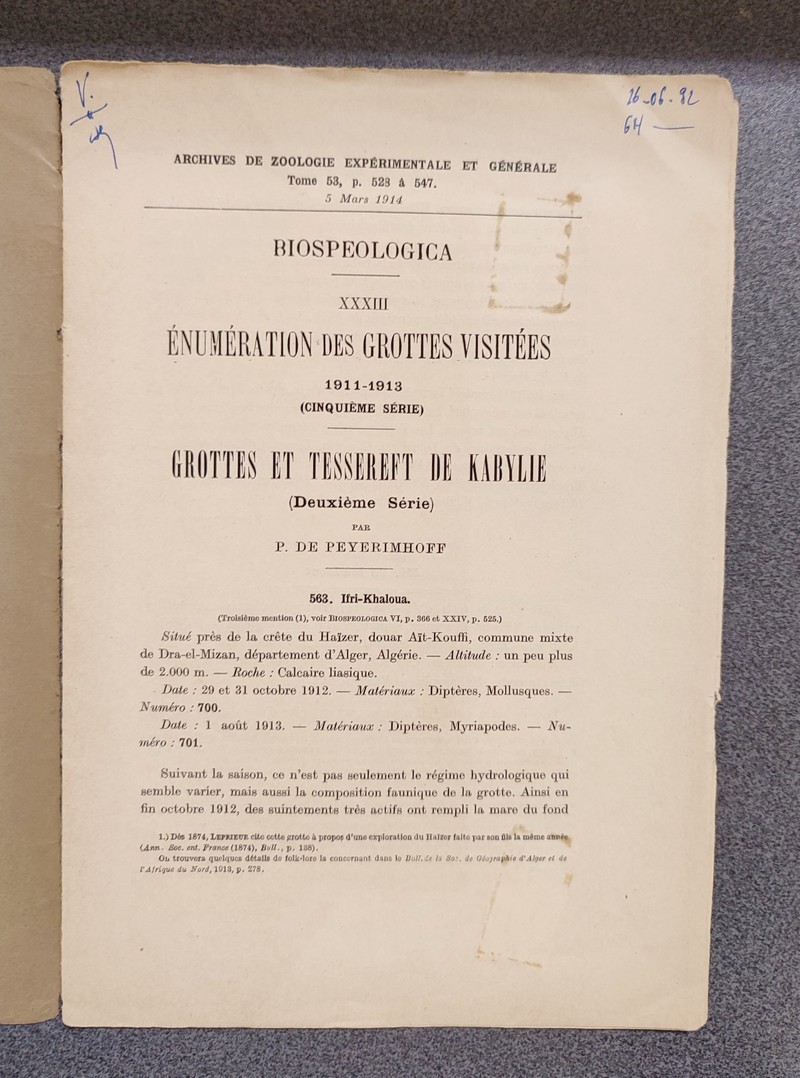 V.
26-06-92
64 —
ARCHIVES DE ZOOLOGIE EXPÉRIMENTALE ET GÉNÉRALE
Tome 53, p. 523 à 547.
5 Mars 1914
BIOSPEOLOGICA
XXXIII
ÉNUMÉRATION DES GROTTES VISITÉES
1911-1913
(CINQUIÈME SÉRIE)
GROTTES ET TESSEREFT DE KABYLIE
(Deuxième Série)
PAR
P. DE PEYERIMHOFF
563. Ifri-Khaloua.
(Troisième mention (1), voir BIOSPEOLOGICA VI, p. 366 et XXIV, p. 525.)
Situé près de la crête du Haïzer, douar Aït-Kouffi, commune mixte
de Dra-el-Mizan, département d'Alger, Algérie. — Altitude : un peu plus
de 2.000 m. — Roche : Calcaire liasique.
Date : 29 et 31 octobre 1912. — Matériaux : Diptères, Mollusques. —
Numéro : 700.
Date : 1 août 1913. — Matériaux : Diptères, Myriapodes. — Nu-
méro : 701.
Suivant la saison, ce n'est pas seulement le régime hydrologique qui
semble varier, mais aussi la composition faunique de la grotte. Ainsi en
fin octobre 1912, des suintements très actifs ont rempli la mare du fond
1.) Dès 1874, LEPRIEUR cite cette grotte à propos d'une exploration du Haïzer faite par son fils la même année
(Ann. Soc. ent. France (1874), Bull., p. 138).
On trouvera quelques détails de folk-lore la concernant dans le Bull. de la Soc. de Géographie d'Alger et de
l'Afrique du Nord, 1913, p. 278.